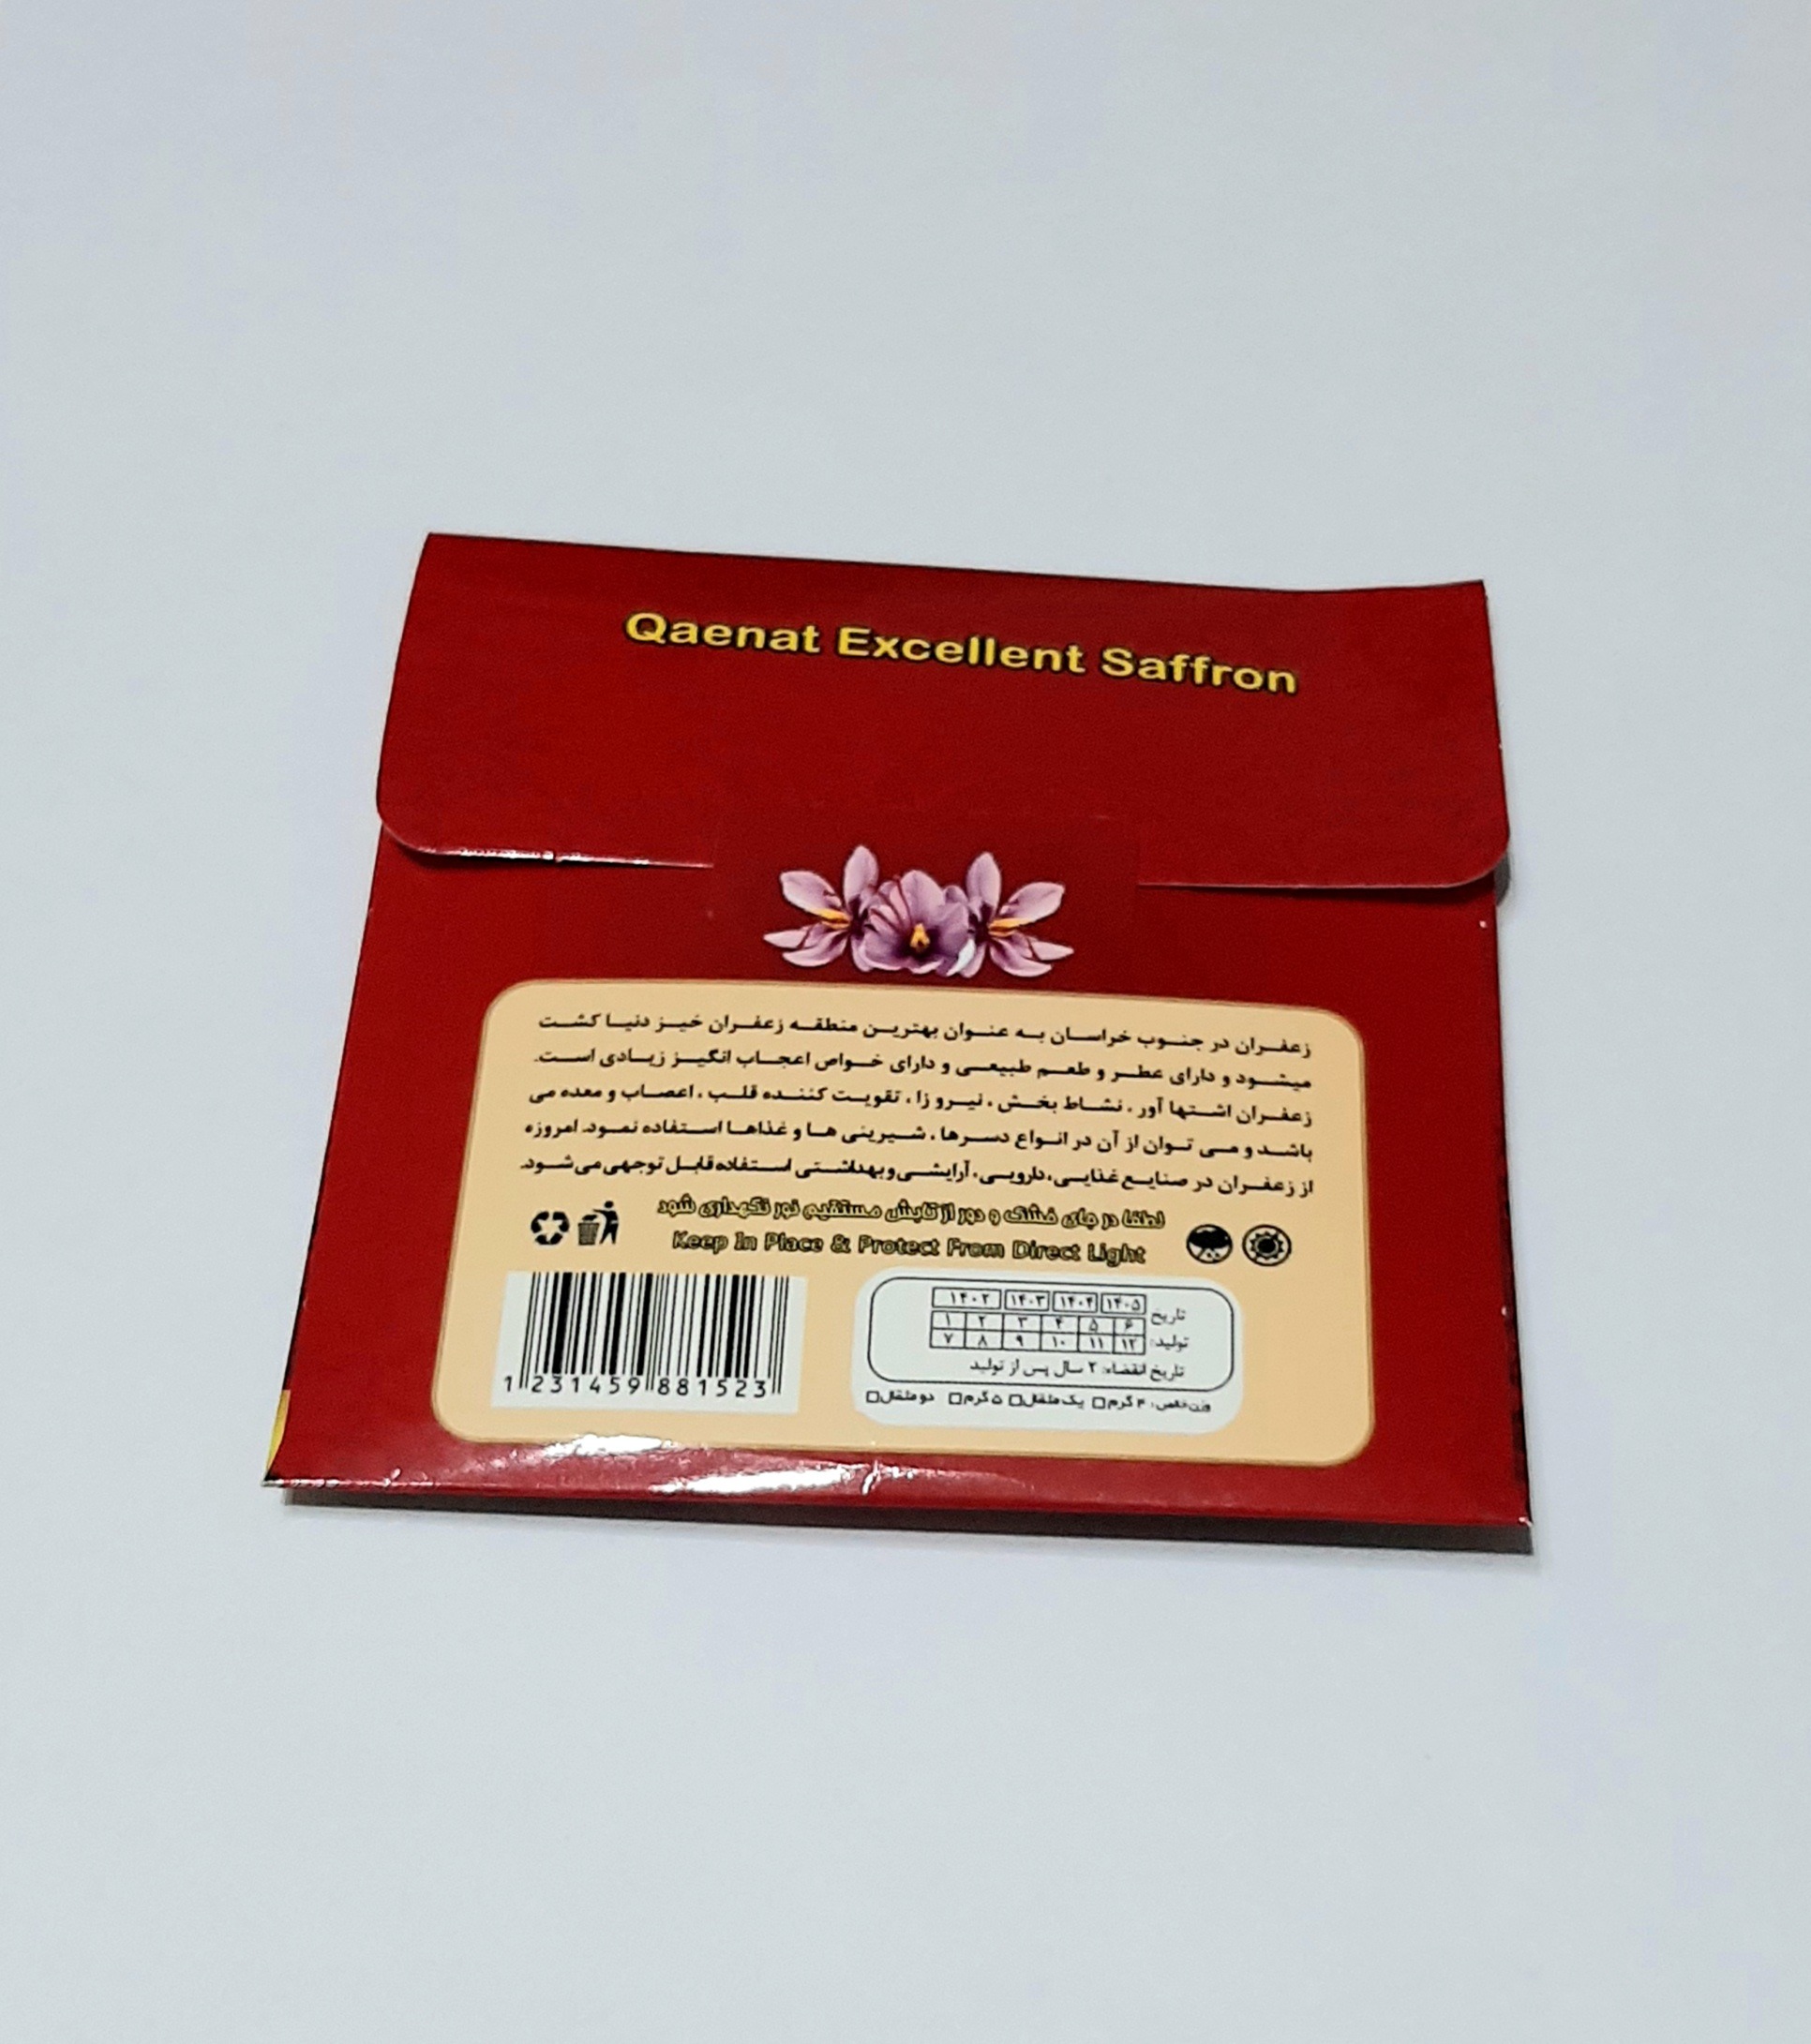 Qaenat Excellent Saffron
زعفران در جنوب خراسان به عنوان بهترین منطقه زعفران خیز دنیا کشت
میشود و دارای عطر و طعم طبیعی و دارای خواص اعجاب انگیز زیادی است.
زعفران اشتها آور ، نشاط بخش ، نیرو زا ، تقویت کننده قلب ، اعصاب و معده می
باشد و می توان از آن در انواع دسرها ، شیرینی ها و غذاها استفاده نمود. امروزه
از زعفران در صنایع غذایی، دارویی، آرایشی و بهداشتی استفاده قابل توجهی می شود.
لطفا در جای خشک و دور از تابش مستقیم نور نگهداری شود
Keep In Place & Protect From Direct Light
۱۴۰۲ ۱۴۰۳ ۱۴۰۴ ۱۴۰۵
تاریخ
۱ ۲ ۳ ۴ ۵ ۶
تولید:
۷ ۸ ۹ ۱۰ ۱۱ ۱۲
تاریخ انقضاء: ۲ سال پس از تولید
وزن خالص: ۴ گرم یک مثقال ۵ گرم دو مثقال
1 231459 881523